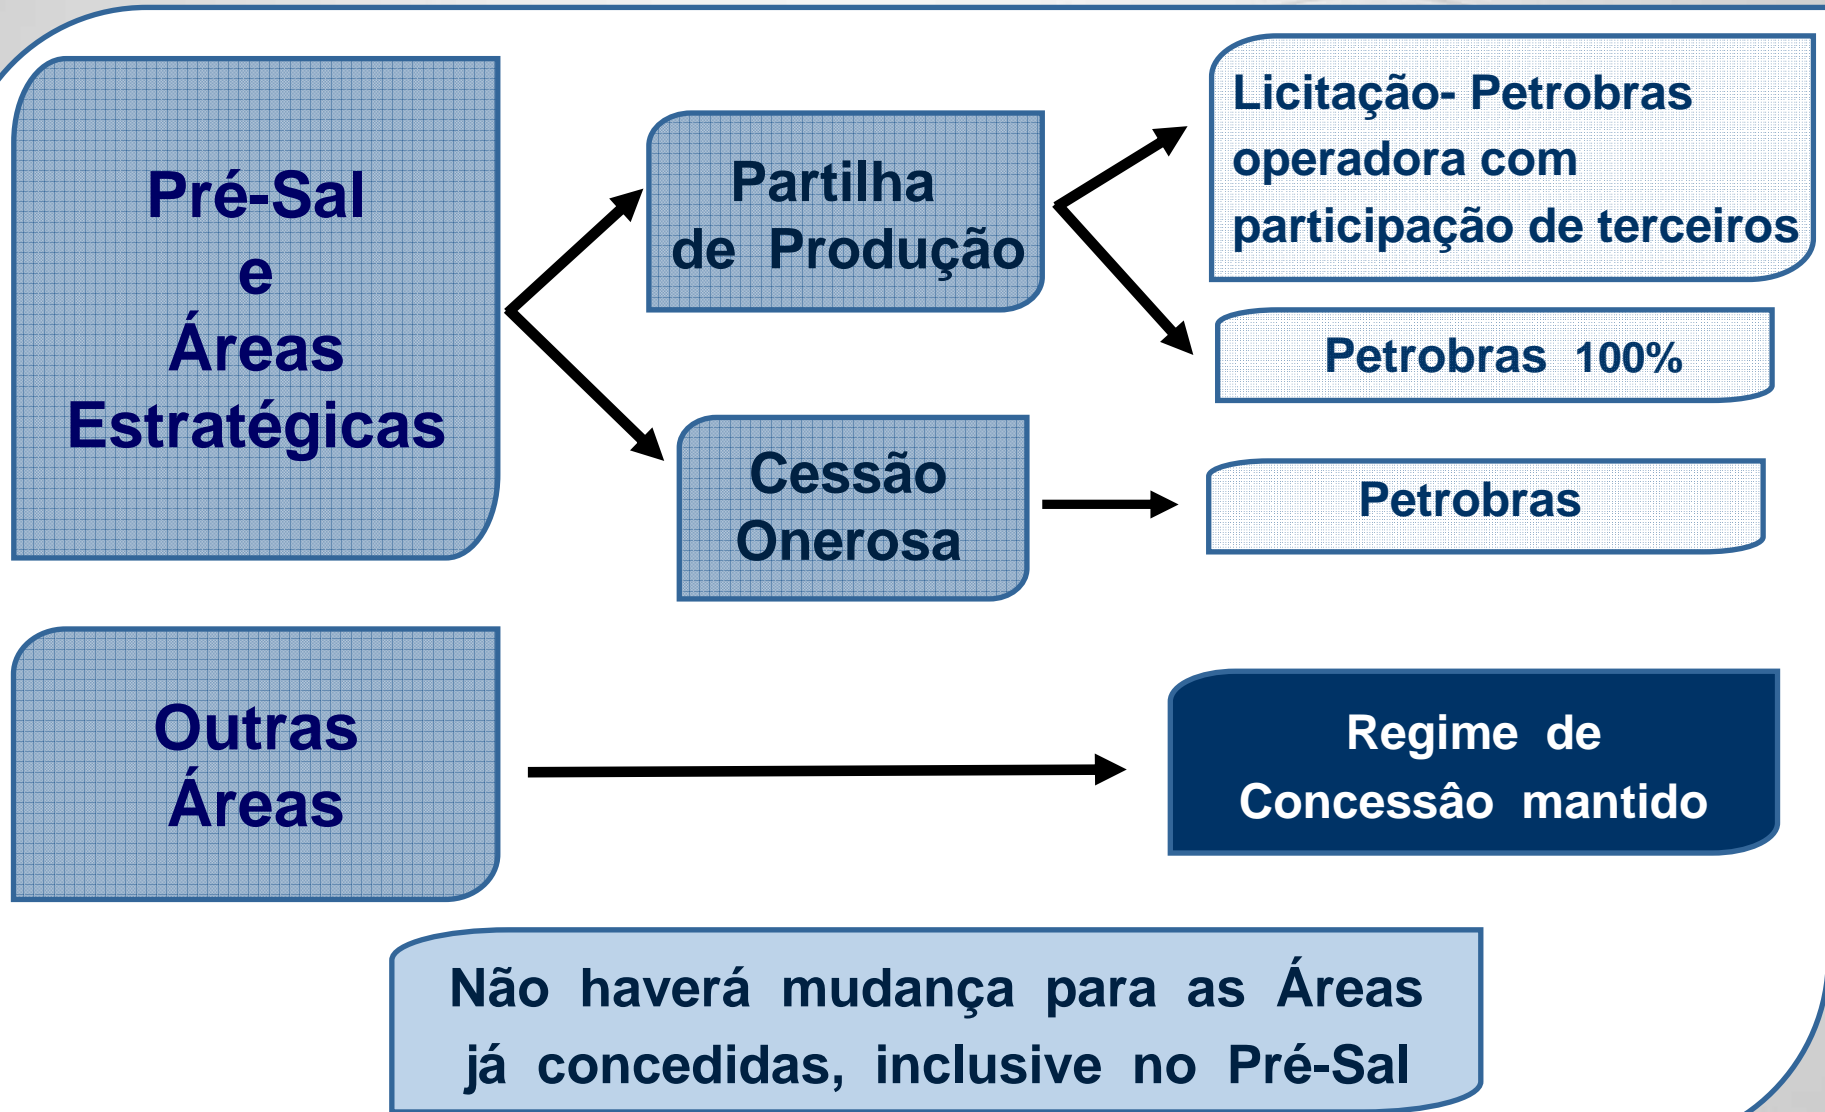 Pré-Sal
e
Áreas
Estratégicas
Partilha
de Produção
Licitação- Petrobras
operadora com
participação de terceiros
Petrobras 100%
Cessão
Onerosa
Petrobras
Outras
Áreas
Regime de
Concessâo mantido
Não haverá mudança para as Áreas
já concedidas, inclusive no Pré-Sal